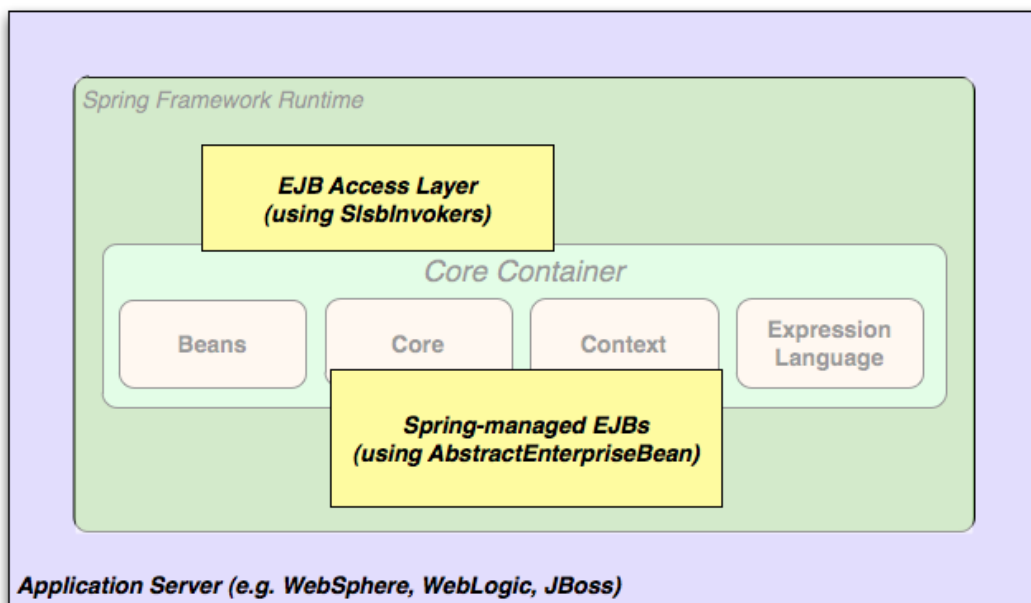 Spring Framework Runtime
EJB Access Layer
(using SlsbInvokers)
Core Container
Beans
Core
Context
Expression
Language
Spring-managed EJBs
(using AbstractEnterpriseBean)
Application Server (e.g. WebSphere, WebLogic, JBoss)